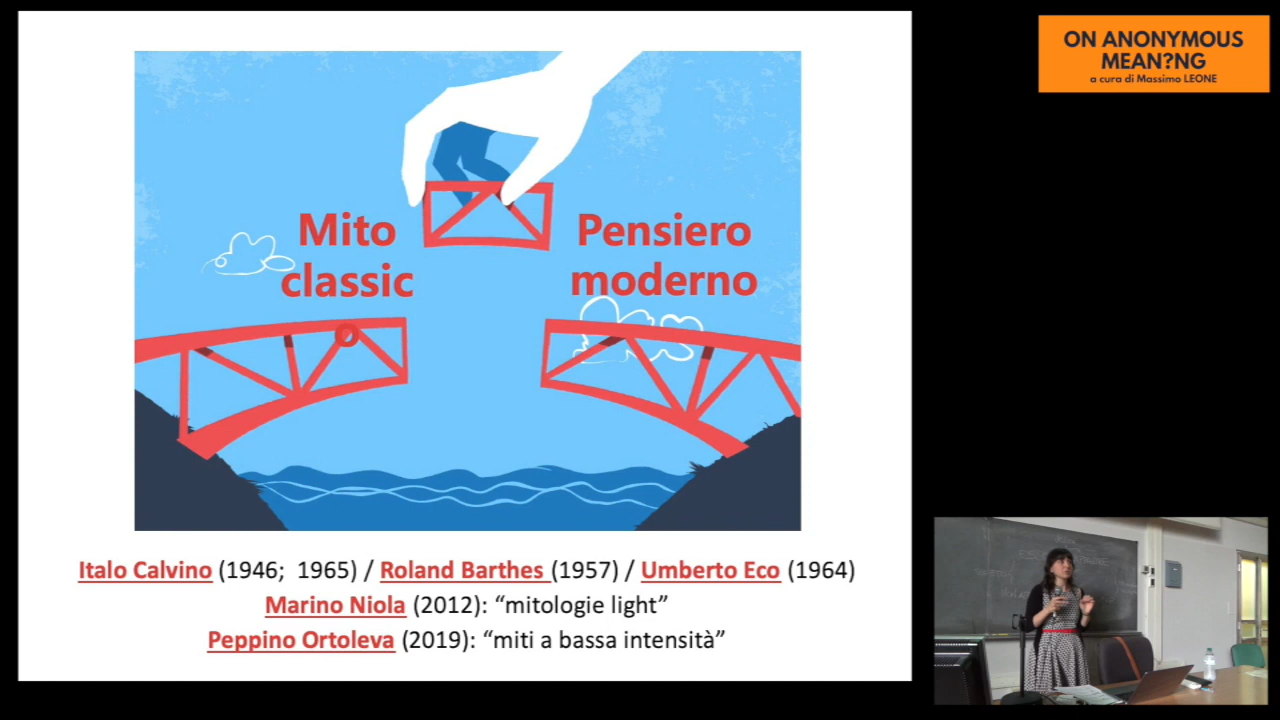 ON ANONYMOUS
MEAN?NG
a cura di Massimo LEONE
Mito
classic
Pensiero
moderno
Italo Calvino (1946;  1965) / Roland Barthes (1957) / Umberto Eco (1964)
Marino Niola (2012): “mitologie light”
Peppino Ortoleva (2019): “miti a bassa intensità”